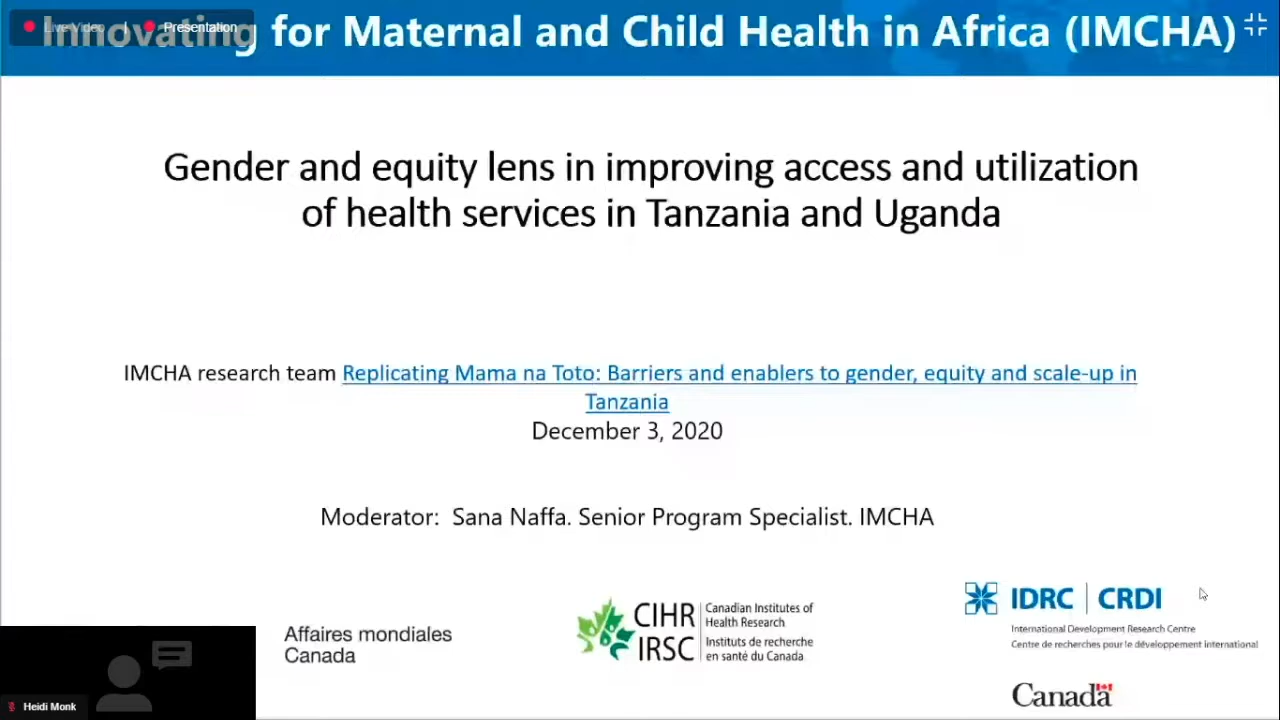 Live Video
Presentation
Innovating for Maternal and Child Health in Africa (IMCHA)
Gender and equity lens in improving access and utilization
of health services in Tanzania and Uganda
IMCHA research team Replicating Mama na Toto: Barriers and enablers to gender, equity and scale-up in
Tanzania
December 3, 2020
Moderator: Sana Naffa. Senior Program Specialist. IMCHA
Affaires mondiales
Canada
CIHR
IRSC
Canadian Institutes of
Health Research
Instituts de recherche
en santé du Canada
IDRC | CRDI
International Development Research Centre
Centre de recherches pour le développement international
Canada
Heidi Monk